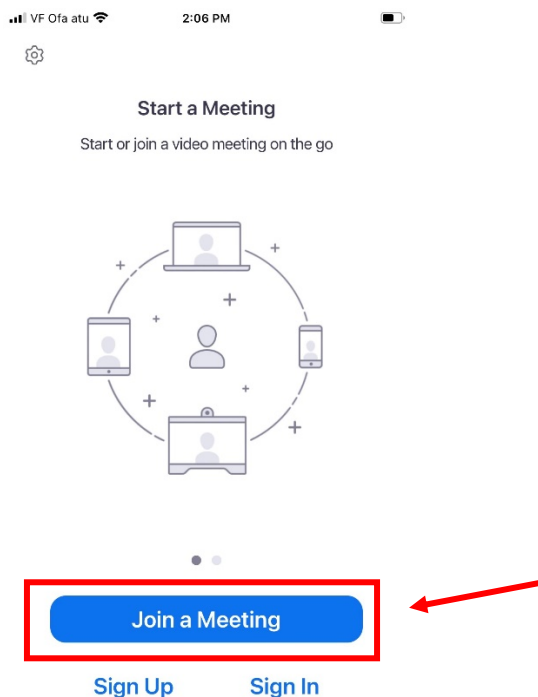 VF Ofa atu 2:06 PM
Start a Meeting
Start or join a video meeting on the go
Join a Meeting
Sign Up Sign In